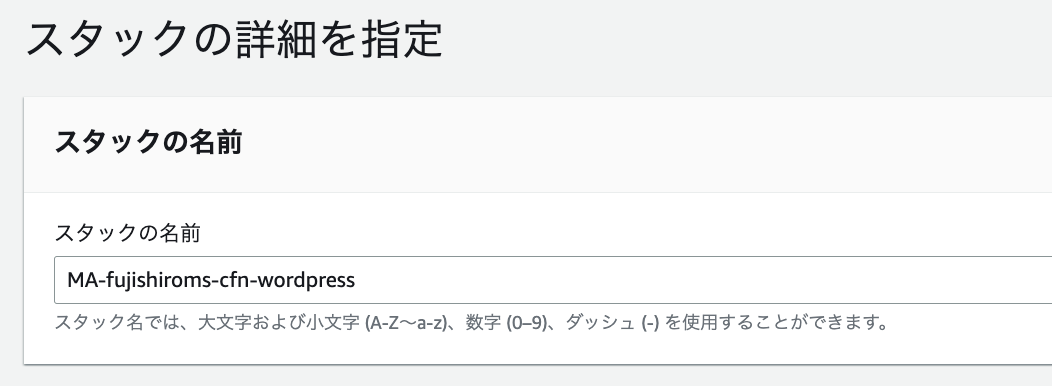 スタックの詳細を指定
スタックの名前
スタックの名前
MA-fujishiroms-cfn-wordpress
スタック名では、大文字および小文字 (A-Z～a-z)、数字 (0–9)、ダッシュ (-) を使用することができます。